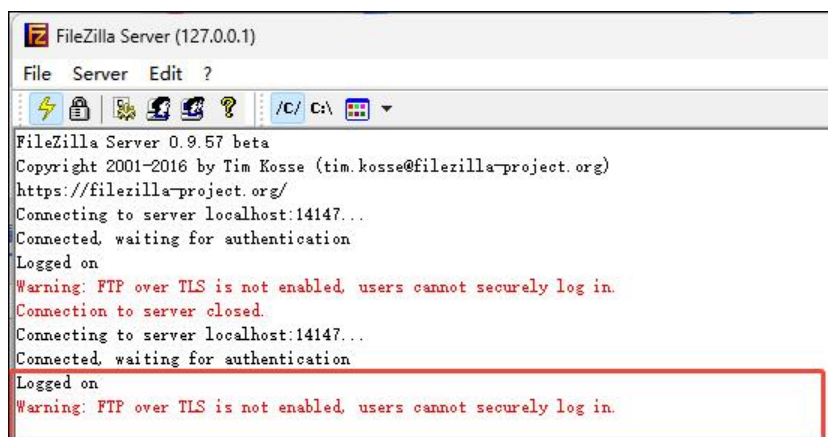 FileZilla Server (127.0.0.1)
File Server Edit ?
/C/ C:\
FileZilla Server 0.9.57 beta
Copyright 2001-2016 by Tim Kosse (tim.kosse@filezilla-project.org)
https://filezilla-project.org/
Connecting to server localhost:14147...
Connected, waiting for authentication
Logged on
Warning: FTP over TLS is not enabled, users cannot securely log in.
Connection to server closed.
Connecting to server localhost:14147...
Connected, waiting for authentication
Logged on
Warning: FTP over TLS is not enabled, users cannot securely log in.